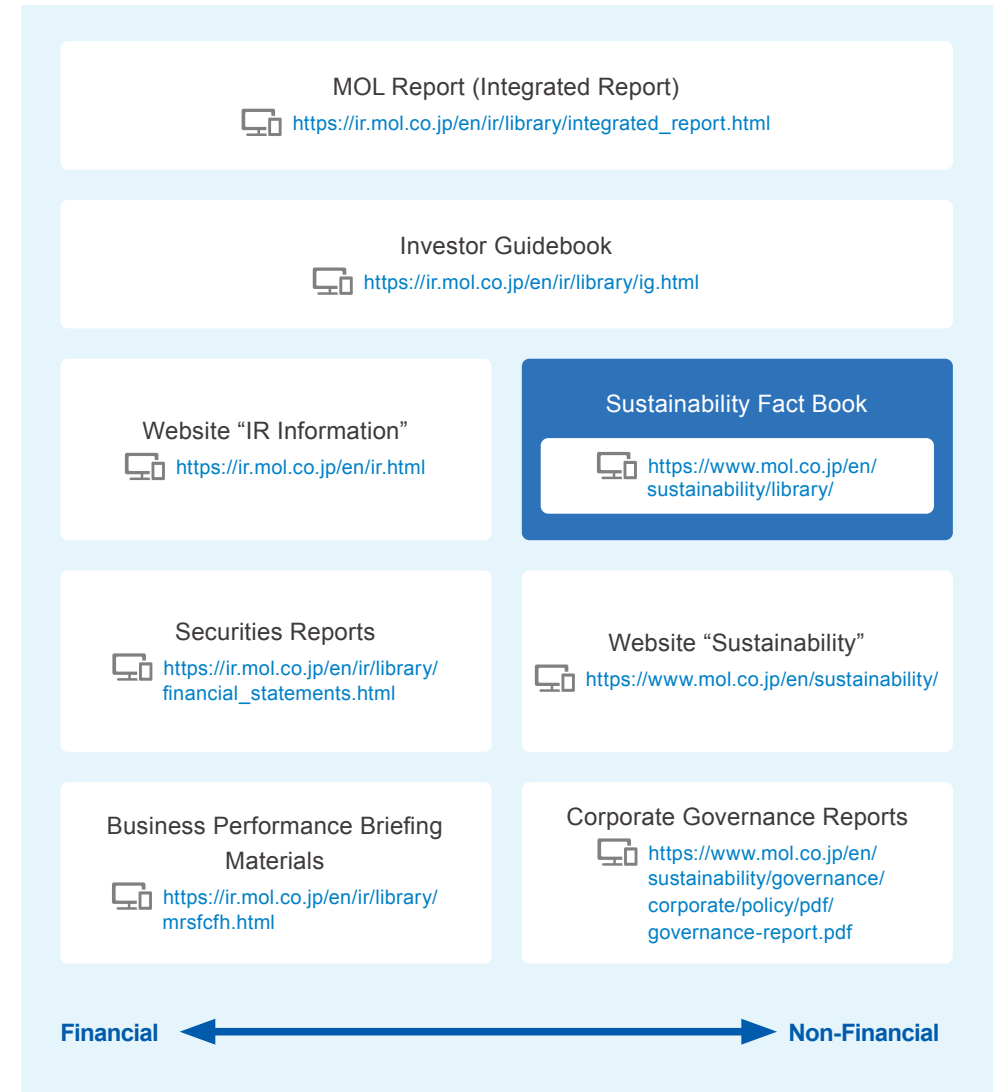 MOL Report (Integrated Report)
https://ir.mol.co.jp/en/ir/library/integrated_report.html
Investor Guidebook
https://ir.mol.co.jp/en/ir/library/ig.html
Website “IR Information”
https://ir.mol.co.jp/en/ir.html
Sustainability Fact Book
https://www.mol.co.jp/en/
sustainability/library/
Securities Reports
https://ir.mol.co.jp/en/ir/library/
financial_statements.html
Website “Sustainability”
https://www.mol.co.jp/en/sustainability/
Business Performance Briefing
Materials
https://ir.mol.co.jp/en/ir/library/
mrsfcfh.html
Corporate Governance Reports
https://www.mol.co.jp/en/
sustainability/governance/
corporate/policy/pdf/
governance-report.pdf
Financial
Non-Financial